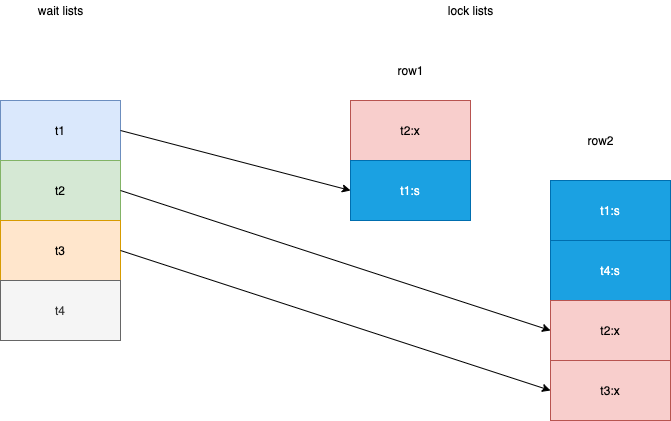 wait lists
lock lists
row1
t1
t2
t3
t4
t2:x
t1:s
row2
t1:s
t4:s
t2:x
t3:x